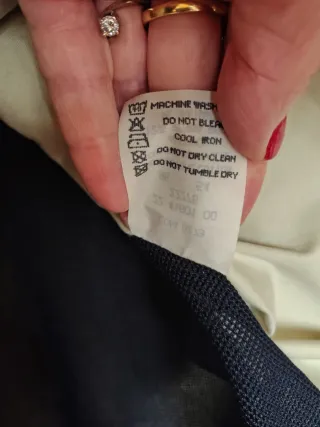 MACHINE WASH
DO NOT BLEA
COOL IRON
DO NOT DRY CLEAN
DO NOT TUMBLE DRY